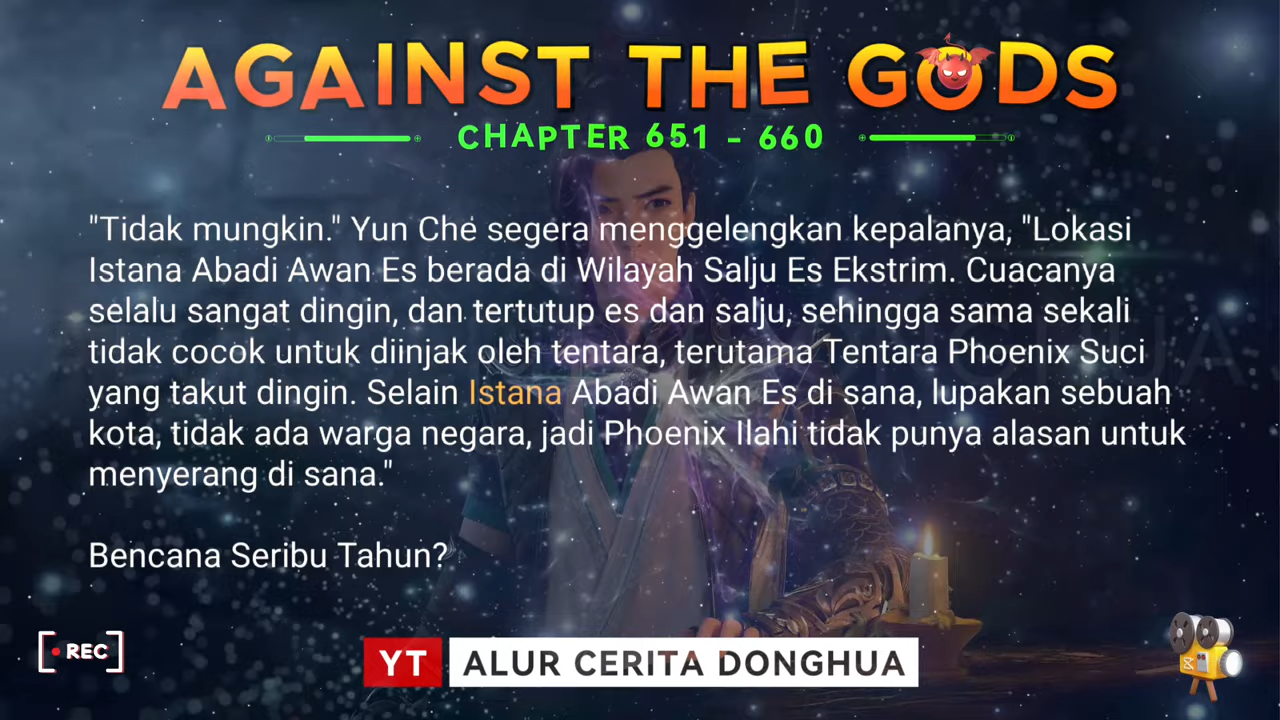 AGAINST THE GODS
CHAPTER 651 - 660
"Tidak mungkin." Yun Che segera menggelengkan kepalanya, "Lokasi
Istana Abadi Awan Es berada di Wilayah Salju Es Ekstrim. Cuacanya
selalu sangat dingin, dan tertutup es dan salju, sehingga sama sekali
tidak cocok untuk diinjak oleh tentara, terutama Tentara Phoenix Suci
yang takut dingin. Selain Istana Abadi Awan Es di sana, lupakan sebuah
kota, tidak ada warga negara, jadi Phoenix Ilahi tidak punya alasan untuk
menyerang di sana."
Bencana Seribu Tahun?
REC
YT ALUR CERITA DONGHUA